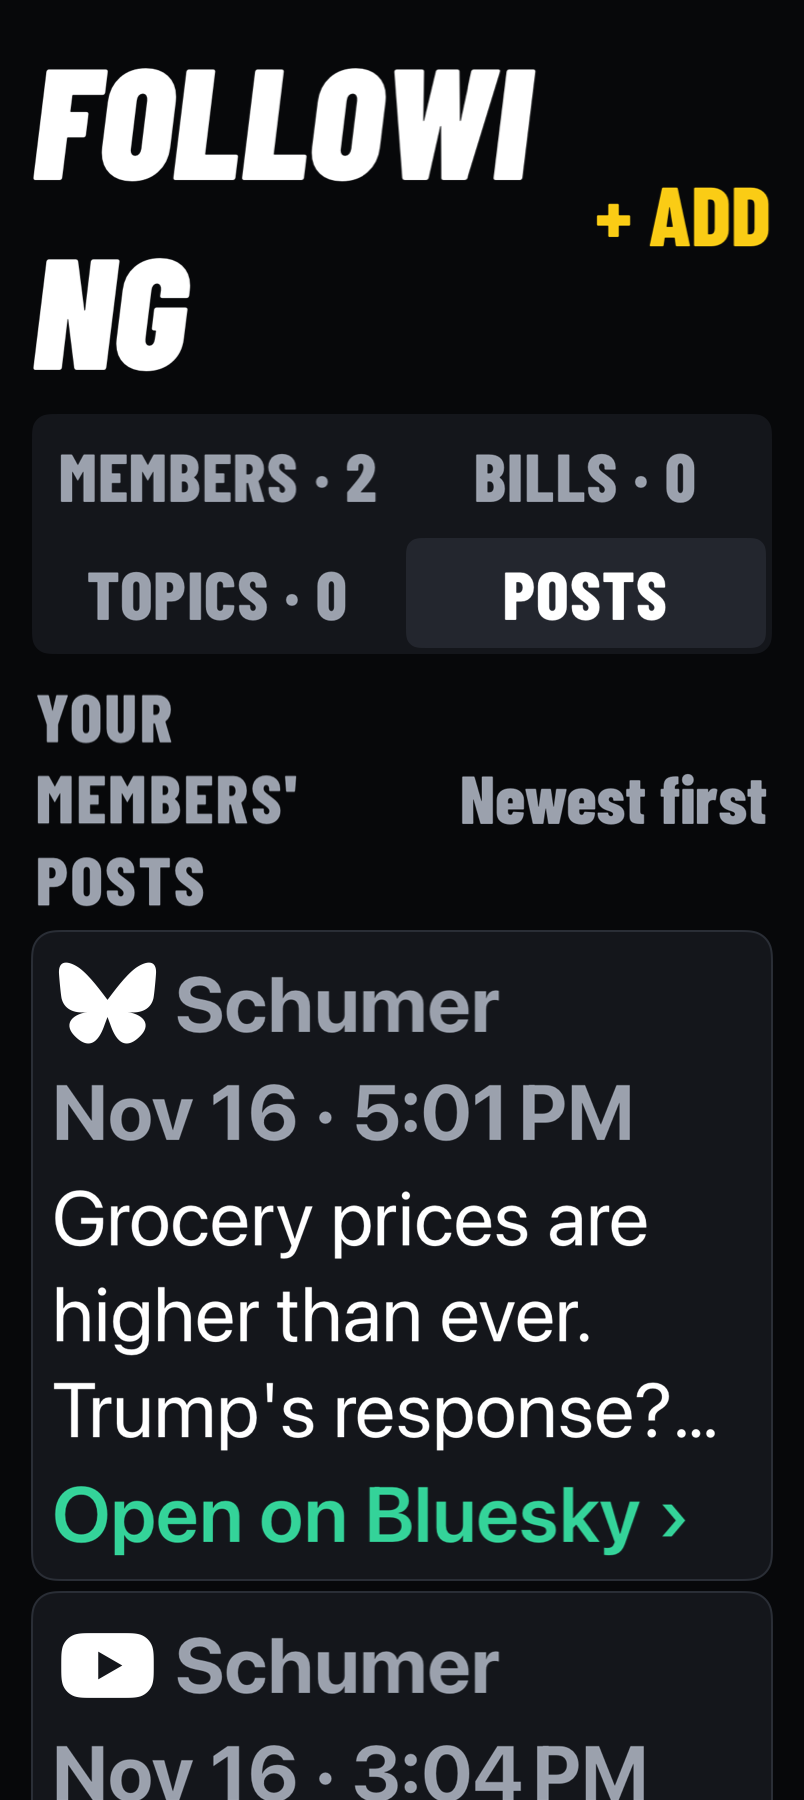 FOLLOWI
NG
+ ADD
MEMBERS · 2
BILLS · 0
TOPICS · 0
POSTS
YOUR
MEMBERS'
POSTS
Newest first
Schumer
Nov 16 · 5:01 PM
Grocery prices are
higher than ever.
Trump's response?...
Open on Bluesky ›
Schumer
Nov 16 · 3:04 PM